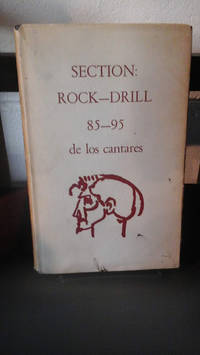 SECTION:
ROCK—DRILL
85—95
de los cantares